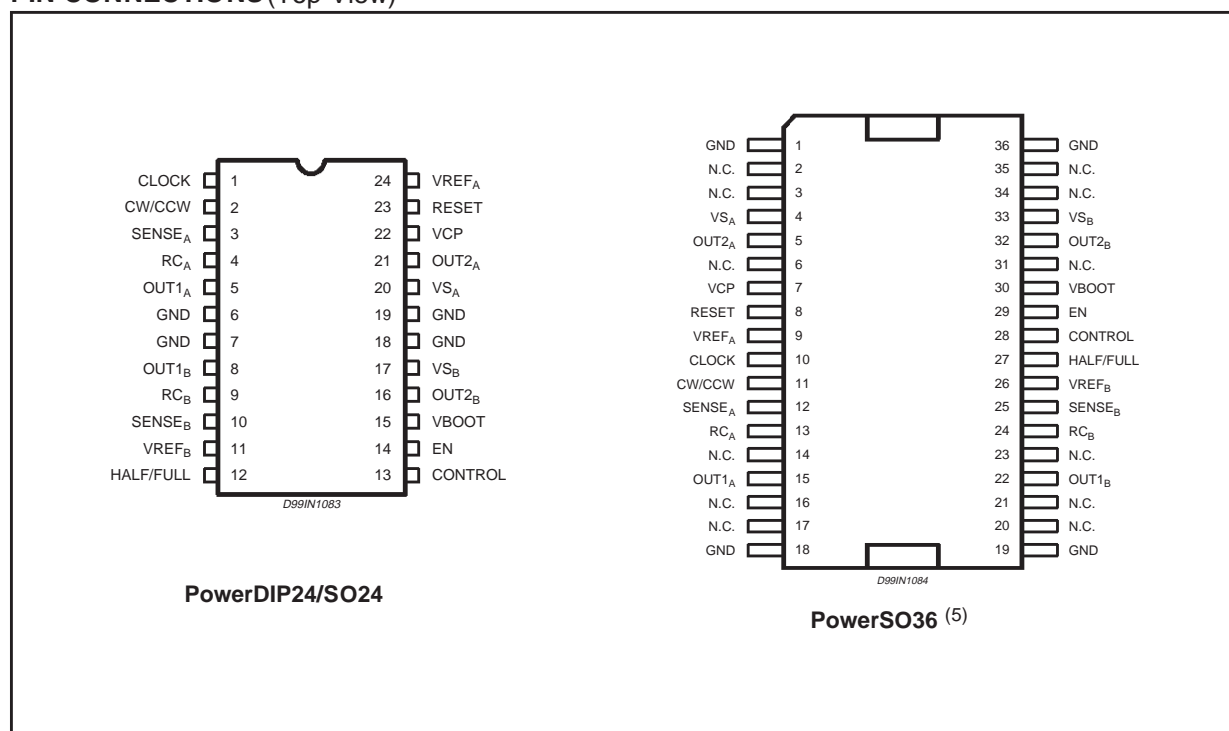 PIN CONNECTIONS (Top View)
CLOCK 1 24 VREFA
CW/CCW 2 23 RESET
SENSEA 3 22 VCP
RCA 4 21 OUT2A
OUT1A 5 20 VSA
GND 6 19 GND
GND 7 18 GND
OUT1B 8 17 VSB
RCB 9 16 OUT2B
SENSEB 10 15 VBOOT
VREFB 11 14 EN
HALF/FULL 12 13 CONTROL
D99IN1083
PowerDIP24/SO24
GND 1 36 GND
N.C. 2 35 N.C.
N.C. 3 34 N.C.
VSA 4 33 VSB
OUT2A 5 32 OUT2B
N.C. 6 31 N.C.
VCP 7 30 VBOOT
RESET 8 29 EN
VREFA 9 28 CONTROL
CLOCK 10 27 HALF/FULL
CW/CCW 11 26 VREFB
SENSEA 12 25 SENSEB
RCA 13 24 RCB
N.C. 14 23 N.C.
OUT1A 15 22 OUT1B
N.C. 16 21 N.C.
N.C. 17 20 N.C.
GND 18 19 GND
D99IN1084
PowerSO36 (5)